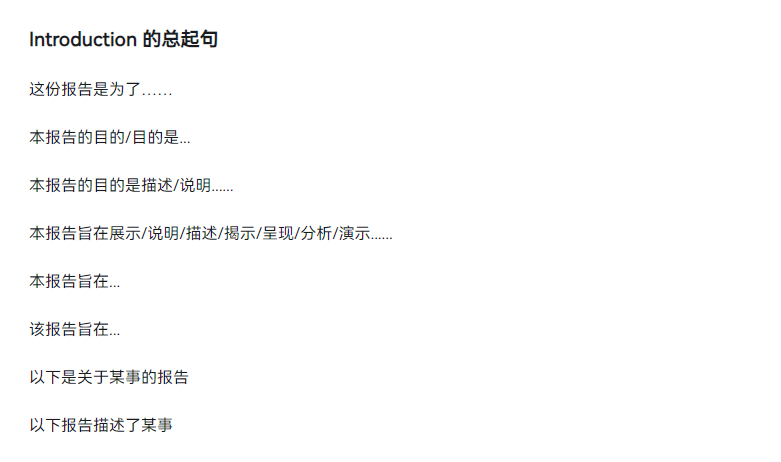 Introduction 的总起句
这份报告是为了……
本报告的目的/目的是...
本报告的目的是描述/说明......
本报告旨在展示/说明/描述/揭示/呈现/分析/演示......
本报告旨在...
该报告旨在...
以下是关于某事的报告
以下报告描述了某事